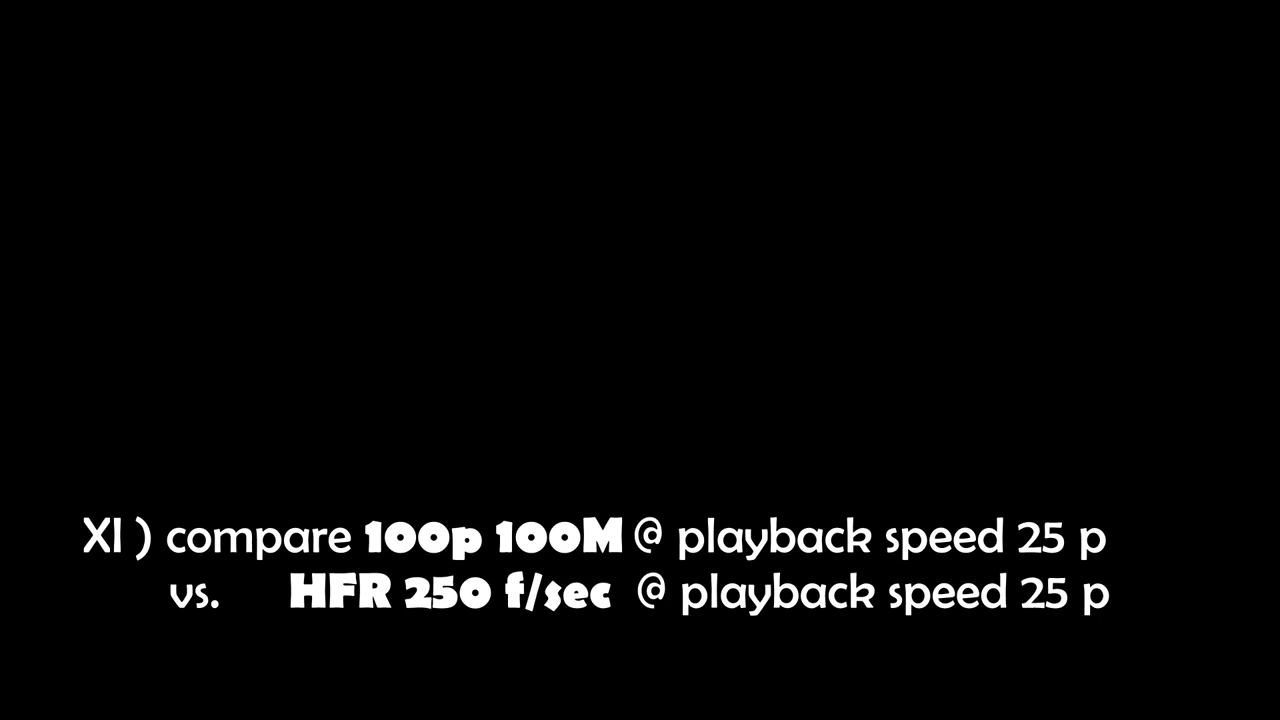 XI ) compare 100p 100M @ playback speed 25 p
vs. HFR 250 f/sec @ playback speed 25 p